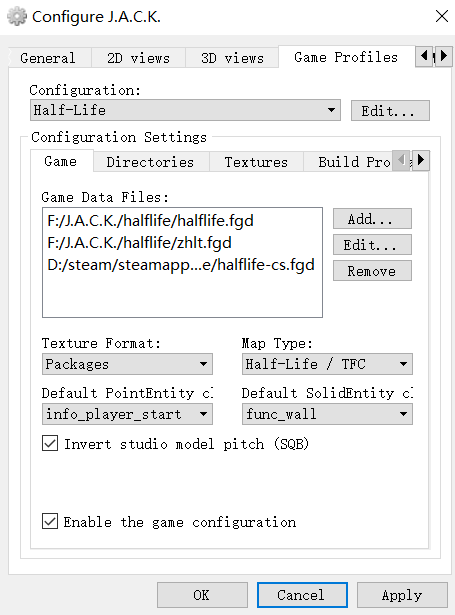 Configure J.A.C.K.
General 2D views 3D views Game Profiles
Configuration:
Half-Life Edit...
Configuration Settings
Game Directories Textures Build Pro
Game Data Files:
F:/J.A.C.K./halflife/halflife.fgd Add...
F:/J.A.C.K./halflife/zhlt.fgd Edit...
D:/steam/steamapp...e/halflife-cs.fgd Remove
Texture Format: Map Type:
Packages Half-Life / TFC
Default PointEntity cl Default SolidEntity cl
info_player_start func_wall
Invert studio model pitch (SQB)
Enable the game configuration
OK Cancel Apply